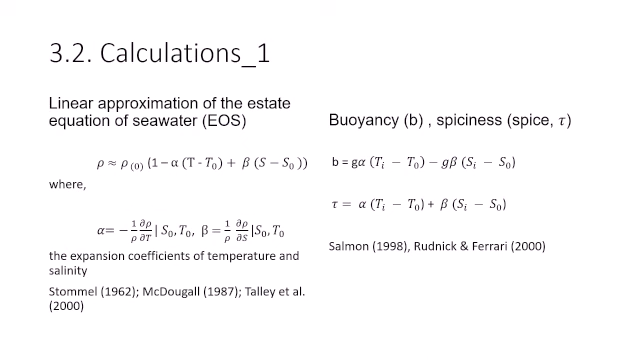 3.2. Calculations_1
Linear approximation of the estate
equation of seawater (EOS)
ρ ≈ ρ(0) (1 – α (T - T₀) + β (S – S₀ ))
where,
α= −1/ρ ∂ρ/∂T | S₀, T₀, β = 1/ρ ∂ρ/∂S |S₀, T₀
the expansion coefficients of temperature and
salinity
Stommel (1962); McDougall (1987); Talley et al.
(2000)
Buoyancy (b) , spiciness (spice, τ)
b = gα (Tᵢ − T₀) − gβ (Sᵢ − S₀)
τ = α (Tᵢ − T₀) + β (Sᵢ − S₀)
Salmon (1998), Rudnick & Ferrari (2000)